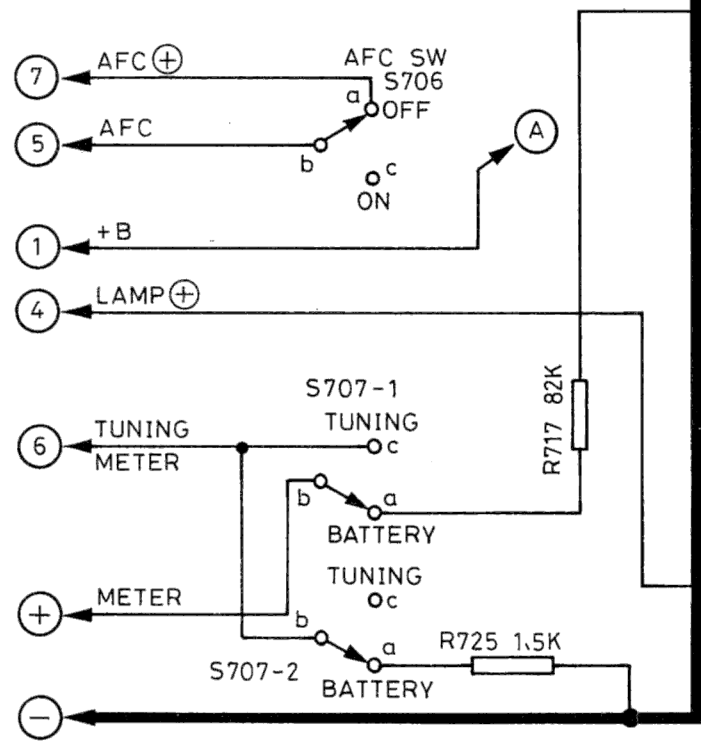 AFC SW
7 AFC ⊕ S706
a OFF
5 AFC
b
c
ON
A
1 +B
4 LAMP ⊕
S707-1
R717 82K
6 TUNING METER
TUNING
c
b
a
BATTERY
TUNING
c
+ METER
b
a
R725 1.5K
S707-2
BATTERY
−